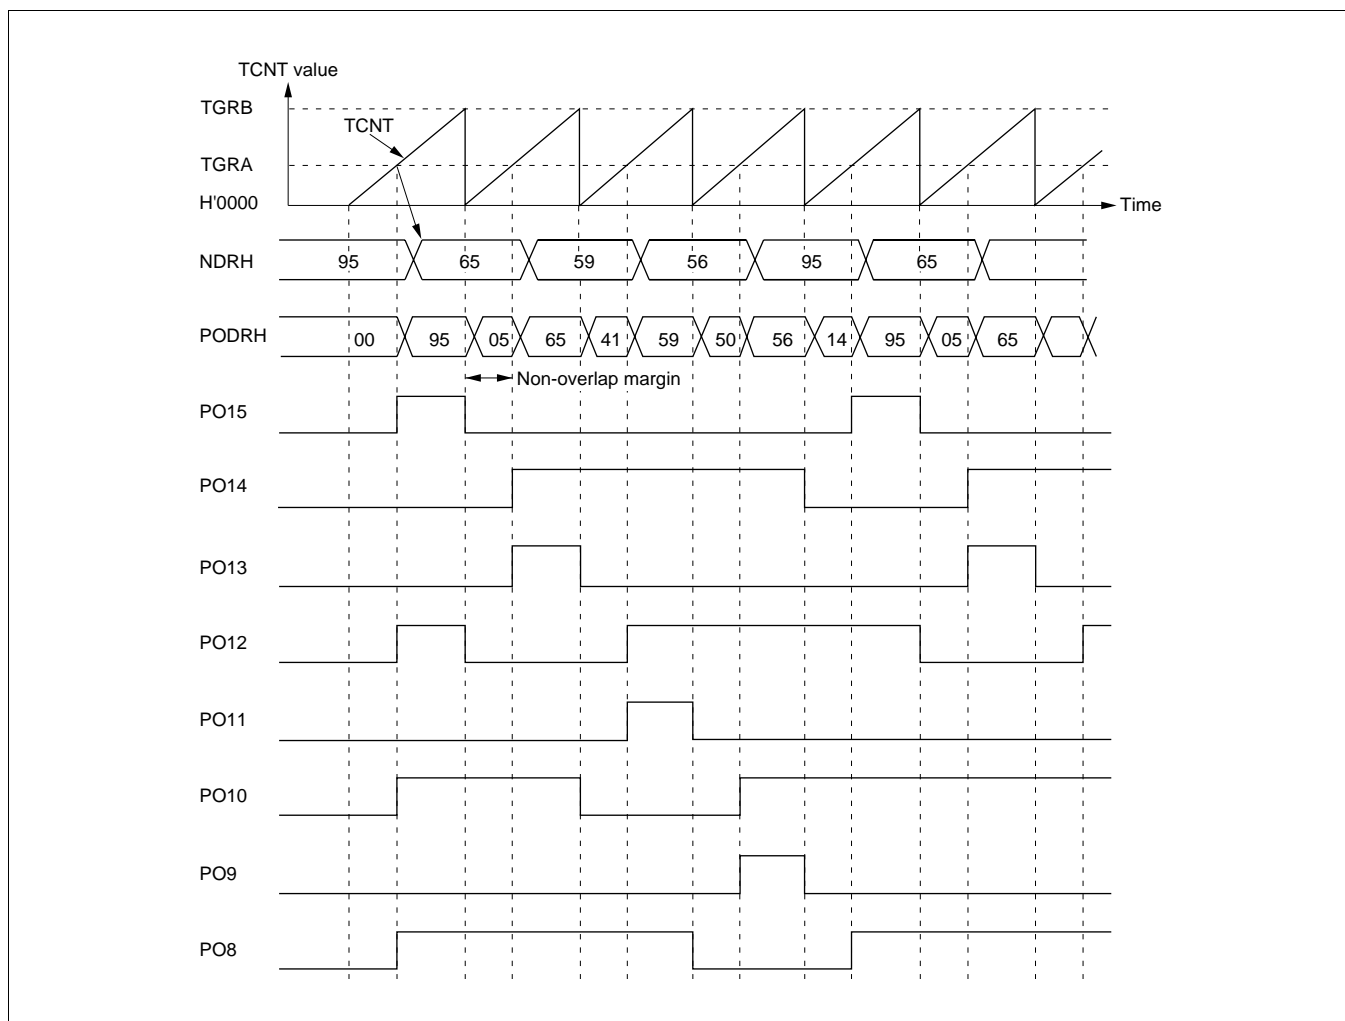 TCNT value
TGRB
TCNT
TGRA
H'0000
Time
NDRH 95 65 59 56 95 65
PODRH 00 95 05 65 41 59 50 56 14 95 05 65
Non-overlap margin
PO15
PO14
PO13
PO12
PO11
PO10
PO9
PO8